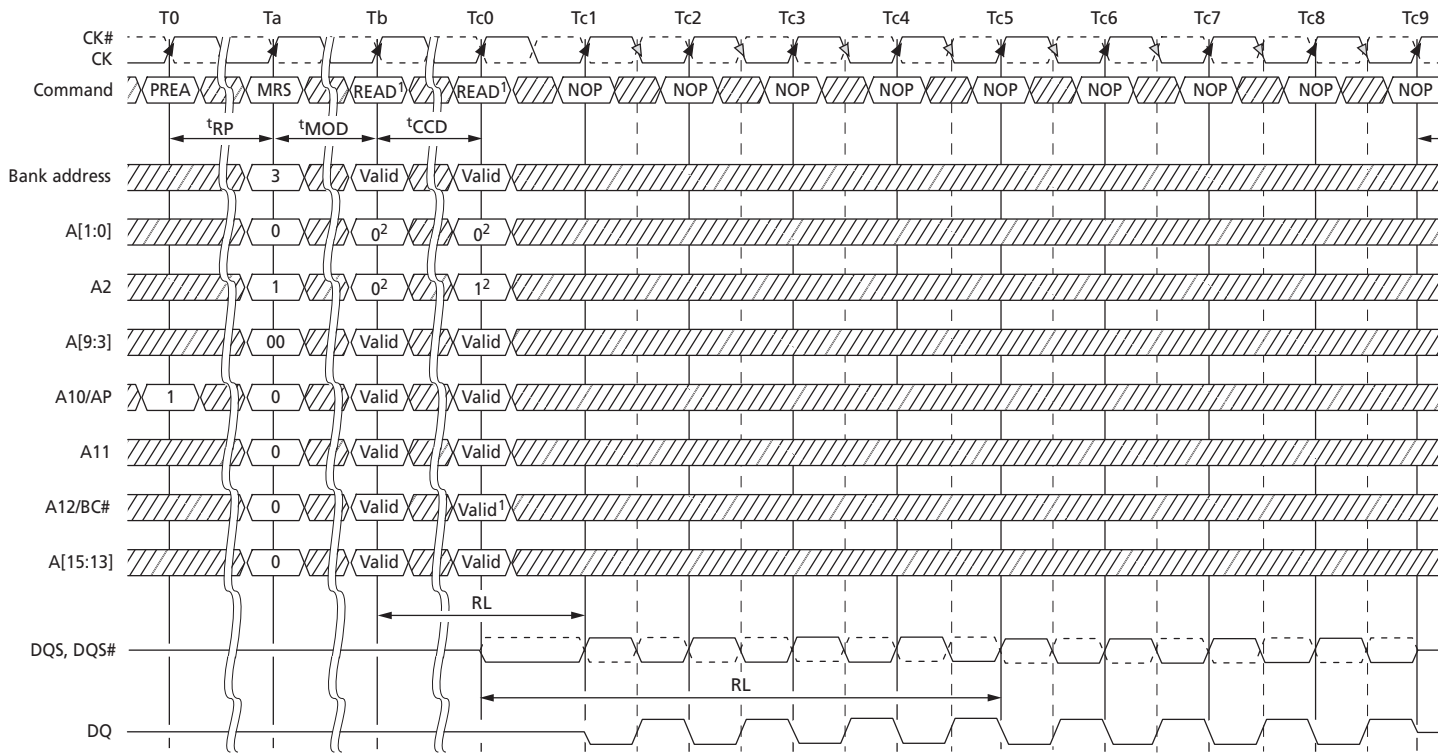 T0 Ta Tb Tc0 Tc1 Tc2 Tc3 Tc4 Tc5 Tc6 Tc7 Tc8 Tc9
CK#
CK
Command PREA MRS READ¹ READ¹ NOP NOP NOP NOP NOP NOP NOP NOP NOP
ᵗRP ᵗMOD ᵗCCD
Bank address 3 Valid Valid
A[1:0] 0 0² 0²
A2 1 0² 1²
A[9:3] 00 Valid Valid
A10/AP 1 0 Valid Valid
A11 0 Valid Valid
A12/BC# 0 Valid Valid¹
A[15:13] 0 Valid Valid
RL
DQS, DQS#
RL
DQ